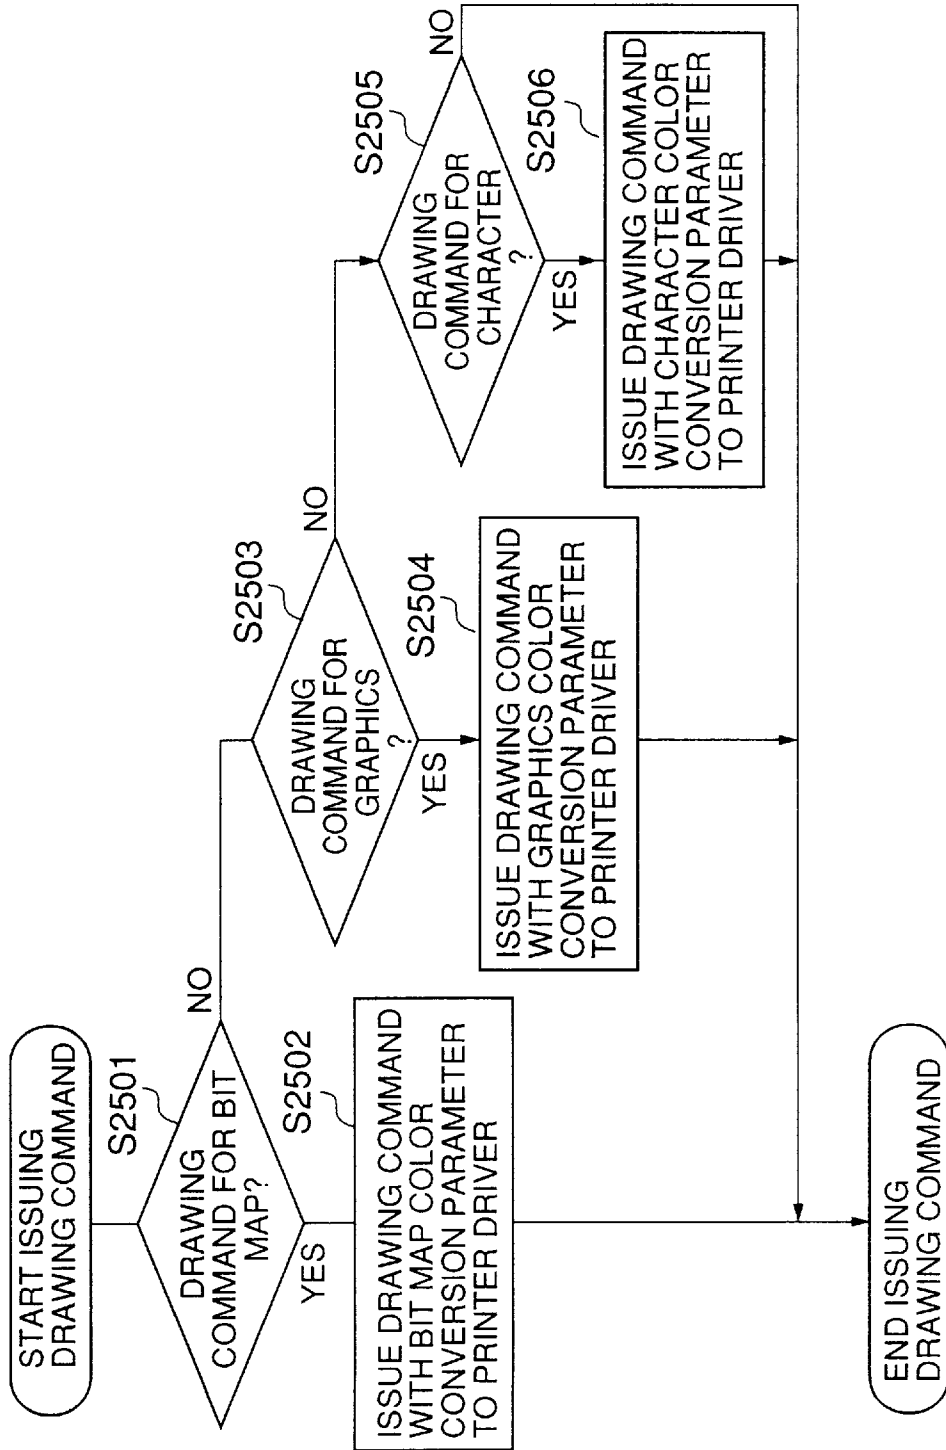 START ISSUING
DRAWING COMMAND
S2501
DRAWING
COMMAND FOR BIT
MAP?
NO
YES
S2502
ISSUE DRAWING COMMAND
WITH BIT MAP COLOR
CONVERSION PARAMETER
TO PRINTER DRIVER
S2503
DRAWING
COMMAND FOR
GRAPHICS
?
NO
YES
S2504
ISSUE DRAWING COMMAND
WITH GRAPHICS COLOR
CONVERSION PARAMETER
TO PRINTER DRIVER
S2505
DRAWING
COMMAND FOR
CHARACTER
?
NO
YES
S2506
ISSUE DRAWING COMMAND
WITH CHARACTER COLOR
CONVERSION PARAMETER
TO PRINTER DRIVER
END ISSUING
DRAWING COMMAND